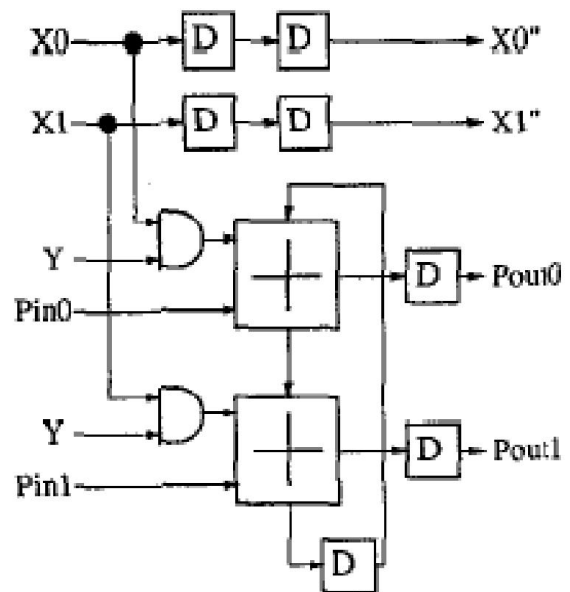 X0 D D X0"
X1 D D X1"
Y
D Pout0
Pin0
Y
D Pout1
Pin1
D